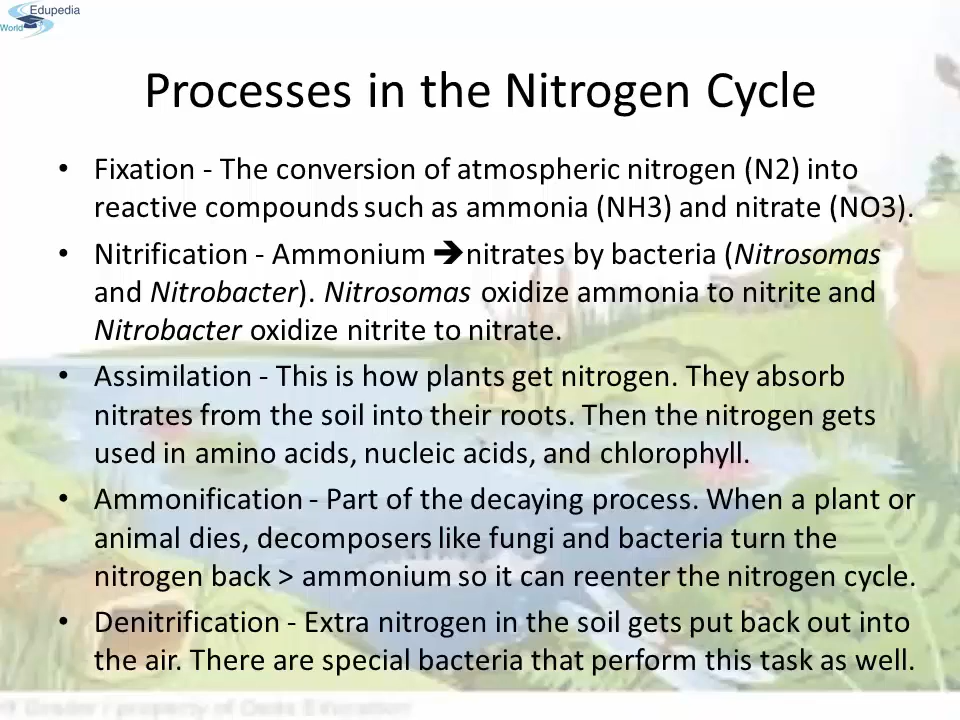 Edupedia
World
Processes in the Nitrogen Cycle
• Fixation - The conversion of atmospheric nitrogen (N2) into
reactive compounds such as ammonia (NH3) and nitrate (NO3).
• Nitrification - Ammonium 🡺nitrates by bacteria (Nitrosomas
and Nitrobacter). Nitrosomas oxidize ammonia to nitrite and
Nitrobacter oxidize nitrite to nitrate.
• Assimilation - This is how plants get nitrogen. They absorb
nitrates from the soil into their roots. Then the nitrogen gets
used in amino acids, nucleic acids, and chlorophyll.
• Ammonification - Part of the decaying process. When a plant or
animal dies, decomposers like fungi and bacteria turn the
nitrogen back > ammonium so it can reenter the nitrogen cycle.
• Denitrification - Extra nitrogen in the soil gets put back out into
the air. There are special bacteria that perform this task as well.
property of